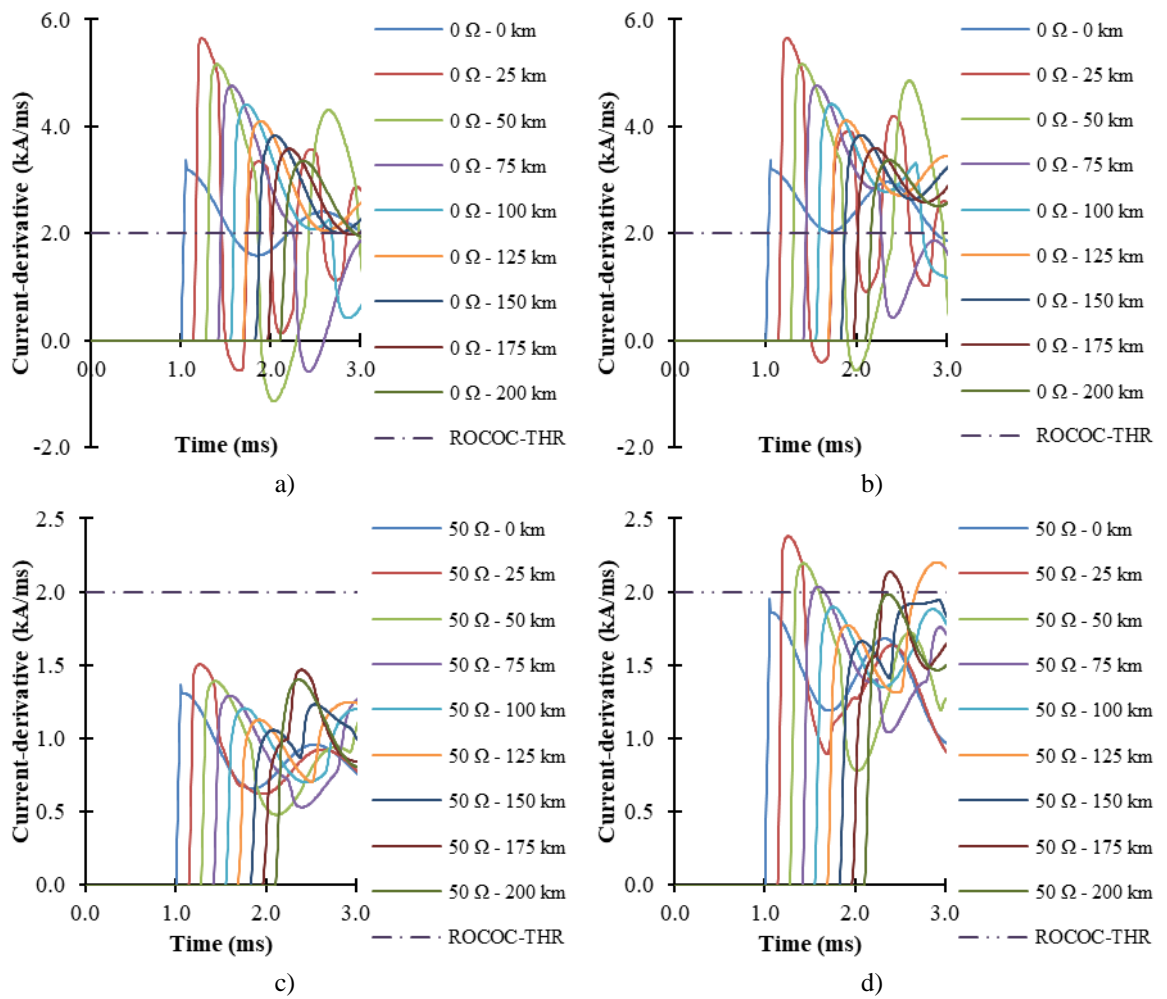 6.0
4.0
2.0
0.0
-2.0
0.0
1.0
2.0
3.0
Current-derivative (kA/ms)
Time (ms)
0 Ω - 0 km
0 Ω - 25 km
0 Ω - 50 km
0 Ω - 75 km
0 Ω - 100 km
0 Ω - 125 km
0 Ω - 150 km
0 Ω - 175 km
0 Ω - 200 km
ROCOC-THR
a)
6.0
4.0
2.0
0.0
-2.0
0.0
1.0
2.0
3.0
Current-derivative (kA/ms)
Time (ms)
0 Ω - 0 km
0 Ω - 25 km
0 Ω - 50 km
0 Ω - 75 km
0 Ω - 100 km
0 Ω - 125 km
0 Ω - 150 km
0 Ω - 175 km
0 Ω - 200 km
ROCOC-THR
b)
2.5
2.0
1.5
1.0
0.5
0.0
0.0
1.0
2.0
3.0
Current-derivative (kA/ms)
Time (ms)
50 Ω - 0 km
50 Ω - 25 km
50 Ω - 50 km
50 Ω - 75 km
50 Ω - 100 km
50 Ω - 125 km
50 Ω - 150 km
50 Ω - 175 km
50 Ω - 200 km
ROCOC-THR
c)
2.5
2.0
1.5
1.0
0.5
0.0
0.0
1.0
2.0
3.0
Current-derivative (kA/ms)
Time (ms)
50 Ω - 0 km
50 Ω - 25 km
50 Ω - 50 km
50 Ω - 75 km
50 Ω - 100 km
50 Ω - 125 km
50 Ω - 150 km
50 Ω - 175 km
50 Ω - 200 km
ROCOC-THR
d)